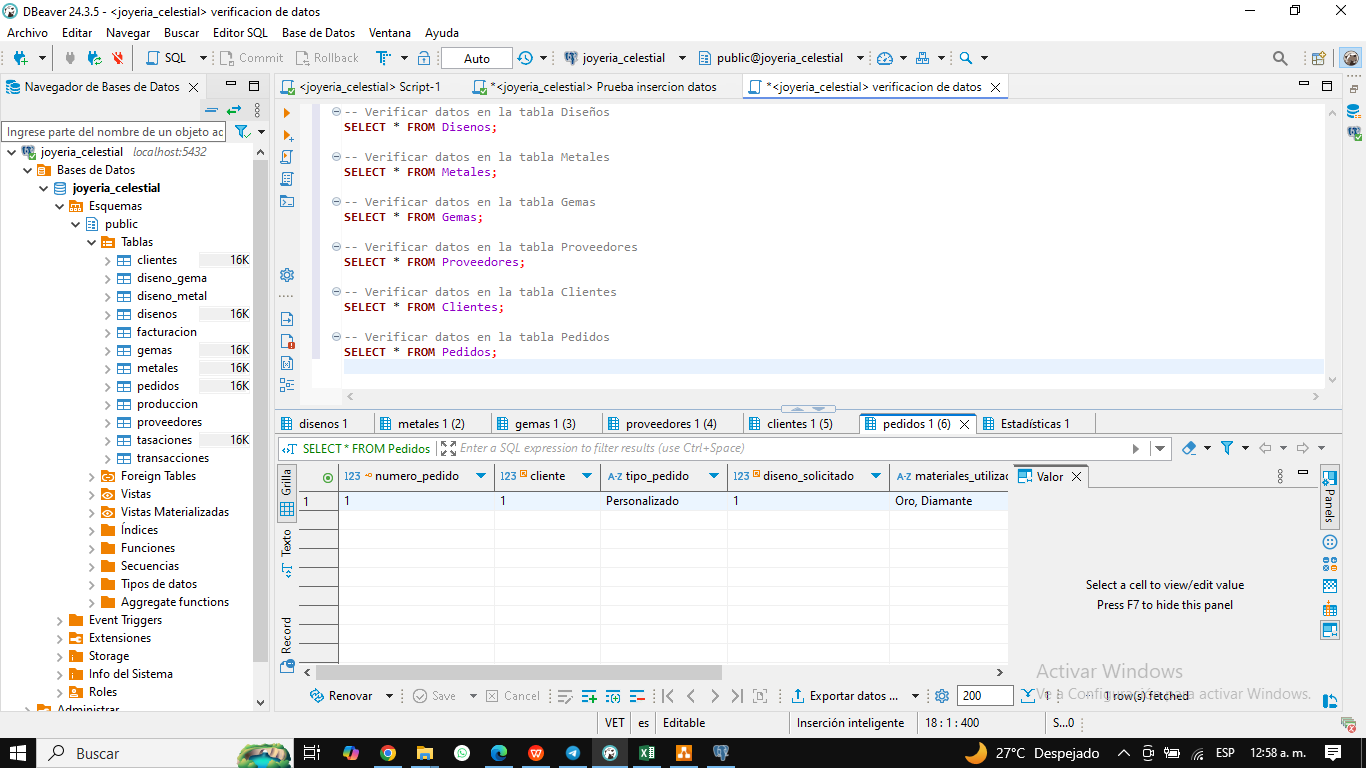 DBeaver 24.3.5 - <joyeria_celestial> verificacion de datos
Archivo Editar Navegar Buscar Editor SQL Base de Datos Ventana Ayuda
SQL Commit Rollback Auto joyeria_celestial public@joyeria_celestial
Navegador de Bases de Datos
Ingrese parte del nombre de un objeto ac
joyeria_celestial localhost:5432
Bases de Datos
joyeria_celestial
Esquemas
public
Tablas
clientes 16K
diseno_gema
diseno_metal
disenos 16K
facturacion
gemas 16K
metales 16K
pedidos 16K
produccion
proveedores
tasaciones 16K
transacciones
Foreign Tables
Vistas
Vistas Materializadas
Índices
Funciones
Secuencias
Tipos de datos
Aggregate functions
Event Triggers
Extensiones
Storage
Info del Sistema
Roles
Administrar
<joyeria_celestial> Script-1
*<joyeria_celestial> Prueba insercion datos
*<joyeria_celestial> verificacion de datos
-- Verificar datos en la tabla Diseños
SELECT * FROM Disenos;
-- Verificar datos en la tabla Metales
SELECT * FROM Metales;
-- Verificar datos en la tabla Gemas
SELECT * FROM Gemas;
-- Verificar datos en la tabla Proveedores
SELECT * FROM Proveedores;
-- Verificar datos en la tabla Clientes
SELECT * FROM Clientes;
-- Verificar datos en la tabla Pedidos
SELECT * FROM Pedidos;
disenos 1 metales 1 (2) gemas 1 (3) proveedores 1 (4) clientes 1 (5) pedidos 1 (6) Estadísticas 1
SELECT * FROM Pedidos Enter a SQL expression to filter results (use Ctrl+Space)
Grilla
Texto
Record
123 numero_pedido 123 cliente A-Z tipo_pedido 123 diseno_solicitado A-Z materiales_utilizac
1 1 1 Personalizado 1 Oro, Diamante
Valor
Select a cell to view/edit value
Press F7 to hide this panel
Panels
Renovar Save Cancel Exportar datos ... 200 1 1 row(s) fetched
Activar Windows
Ve a Configuración para activar Windows.
VET es Editable Inserción inteligente 18 : 1 : 400 S...0
Buscar 27°C Despejado ESP 12:58 a. m.